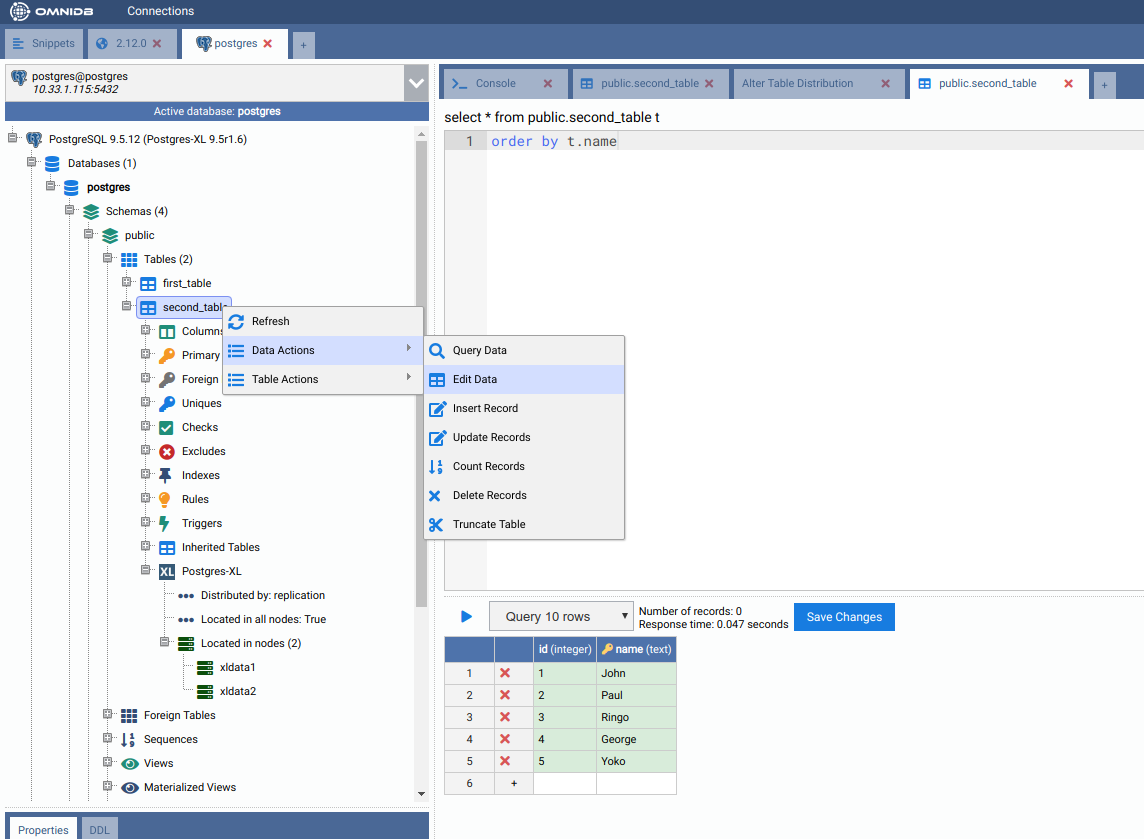 OMNIDB Connections
Snippets 2.12.0 postgres +
postgres@postgres
10.33.1.115:5432
Active database: postgres
PostgreSQL 9.5.12 (Postgres-XL 9.5r1.6)
Databases (1)
postgres
Schemas (4)
public
Tables (2)
first_table
second_table
Columns
Primary
Foreign
Uniques
Checks
Excludes
Indexes
Rules
Triggers
Inherited Tables
XL Postgres-XL
Distributed by: replication
Located in all nodes: True
Located in nodes (2)
xldata1
xldata2
Foreign Tables
Sequences
Views
Materialized Views
Properties DDL
Refresh
Data Actions
Table Actions
Query Data
Edit Data
Insert Record
Update Records
Count Records
Delete Records
Truncate Table
Console public.second_table Alter Table Distribution public.second_table +
select * from public.second_table t
1 order by t.name
Query 10 rows
Number of records: 0
Response time: 0.047 seconds
Save Changes
id (integer) name (text)
1 1 John
2 2 Paul
3 3 Ringo
4 4 George
5 5 Yoko
6 +